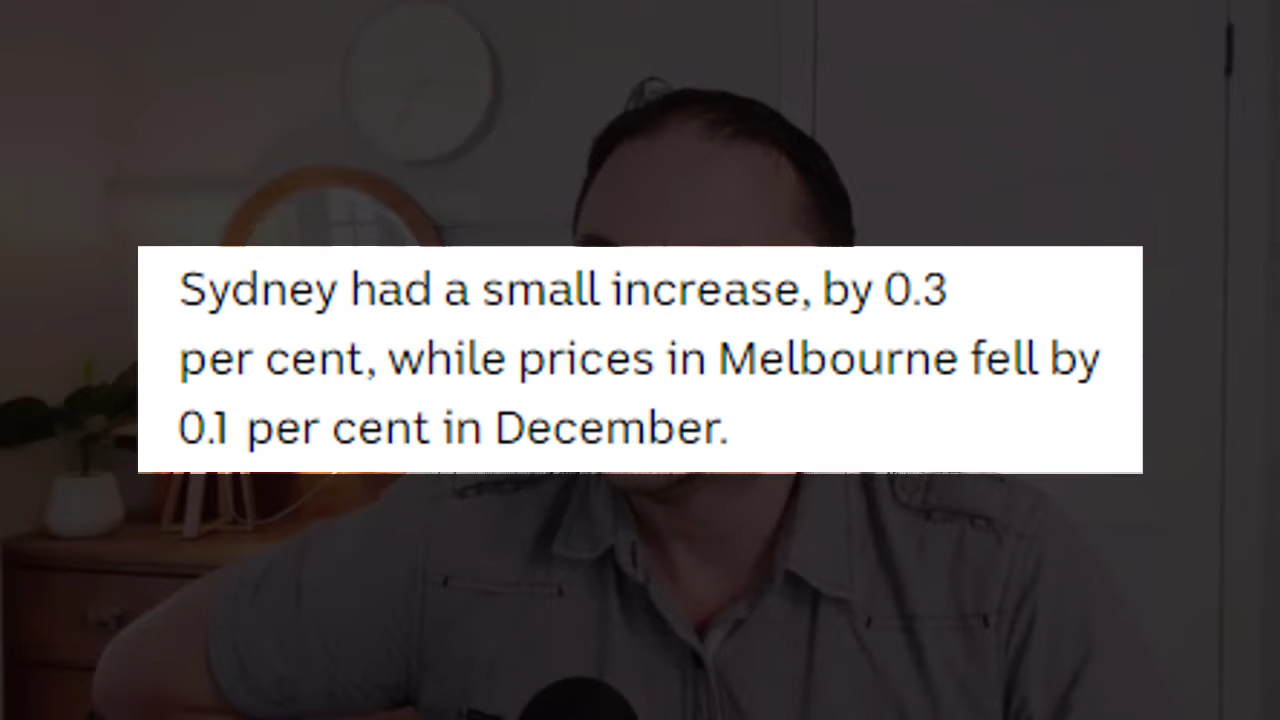 Sydney had a small increase, by 0.3
per cent, while prices in Melbourne fell by
0.1 per cent in December.